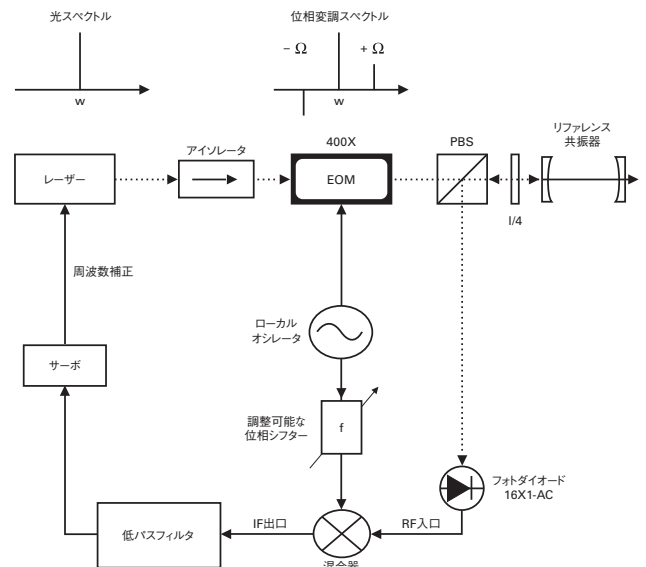 光スペクトル
w
位相変調スペクトル
- Ω
+ Ω
w
レーザー
アイソレータ
400X
EOM
PBS
I/4
リファレンス
共振器
周波数補正
ローカル
オシレータ
サーボ
調整可能な
位相シフター
f
フォトダイオード
16X1-AC
低パスフィルタ
IF出口
RF入口
混合器